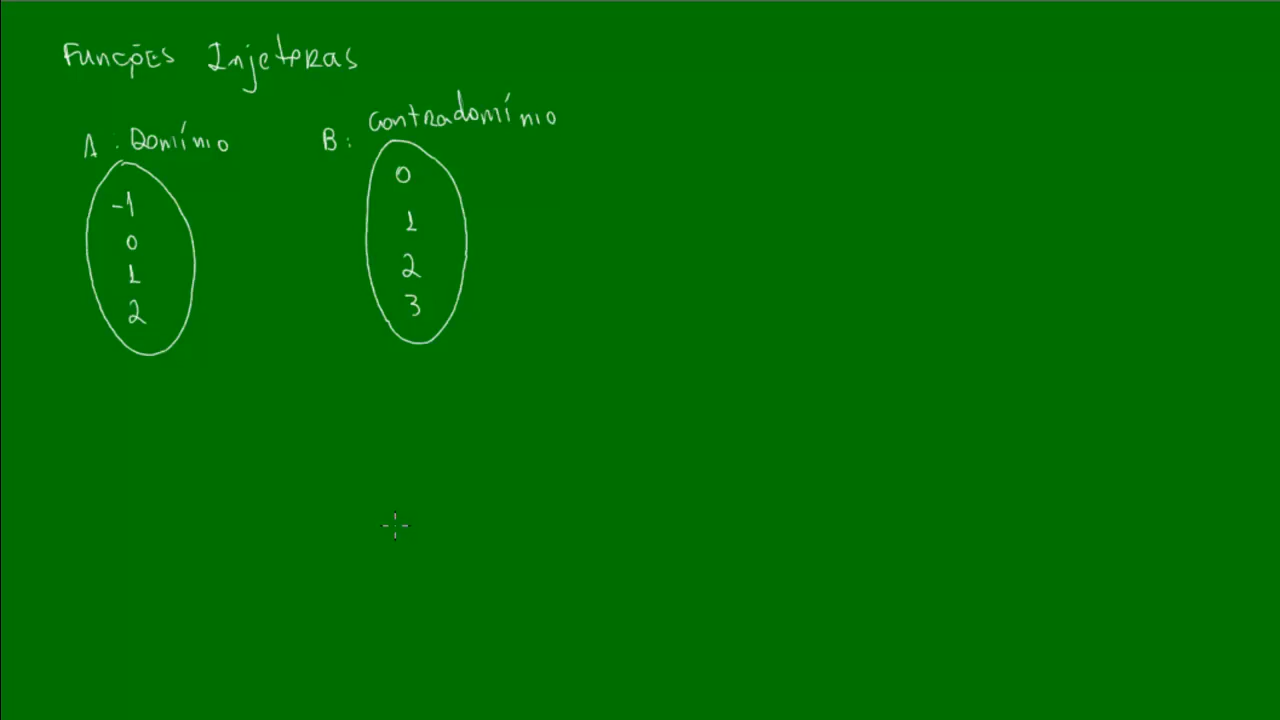 Funções Injetoras
A : Domínio
B: Contradomínio
-1
0
1
2
0
1
2
3